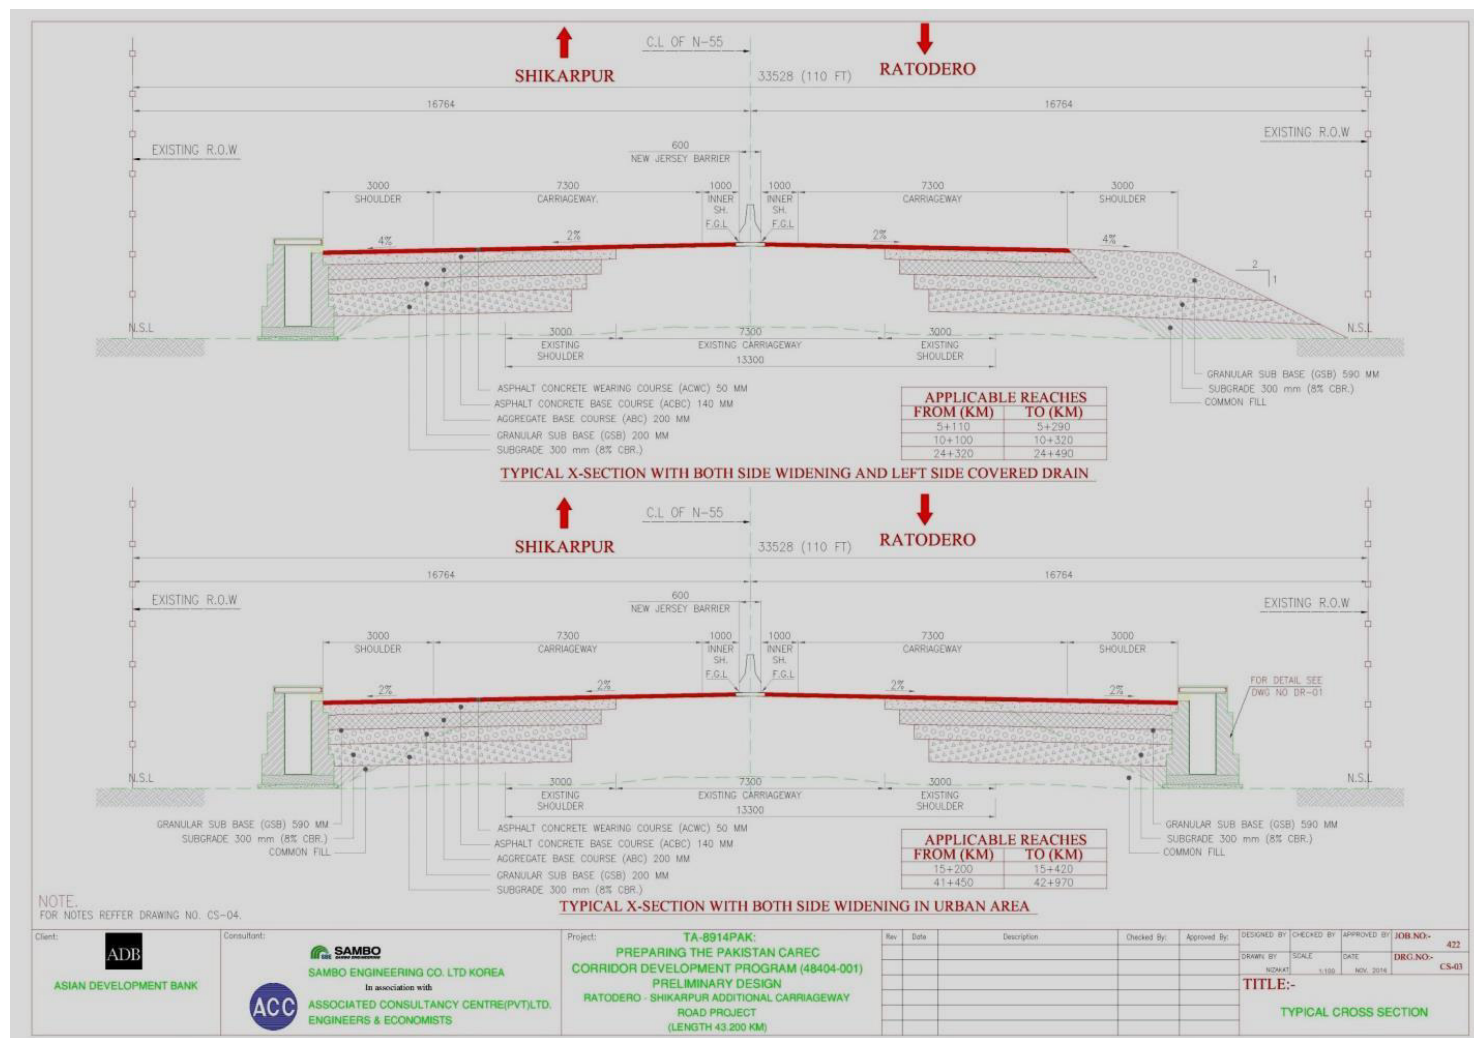 C.L OF N-55
SHIKARPUR
RATODERO
33528 (110 FT)
16764
16764
EXISTING R.O.W
EXISTING R.O.W
600
NEW JERSEY BARRIER
3000
SHOULDER
7300
CARRIAGEWAY.
1000
INNER
SH.
F.G.L
1000
INNER
SH.
F.G.L
7300
CARRIAGEWAY
3000
SHOULDER
4%
2%
2%
4%
2
1
N.S.L
N.S.L
3000
EXISTING
SHOULDER
7300
EXISTING CARRIAGEWAY
3000
EXISTING
SHOULDER
13300
ASPHALT CONCRETE WEARING COURSE (ACWC) 50 MM
ASPHALT CONCRETE BASE COURSE (ACBC) 140 MM
AGGREGATE BASE COURSE (ABC) 200 MM
GRANULAR SUB BASE (GSB) 200 MM
SUBGRADE 300 mm (8% CBR.)
GRANULAR SUB BASE (GSB) 590 MM
SUBGRADE 300 mm (8% CBR.)
COMMON FILL
APPLICABLE REACHES
FROM (KM) TO (KM)
5+110 5+290
10+100 10+320
24+320 24+490
TYPICAL X-SECTION WITH BOTH SIDE WIDENING AND LEFT SIDE COVERED DRAIN
C.L OF N-55
SHIKARPUR
RATODERO
33528 (110 FT)
16764
16764
EXISTING R.O.W
EXISTING R.O.W
600
NEW JERSEY BARRIER
3000
SHOULDER
7300
CARRIAGEWAY
1000
INNER
SH.
F.G.L
1000
INNER
SH.
F.G.L
7300
CARRIAGEWAY
3000
SHOULDER
2%
2%
2%
2%
FOR DETAIL SEE
DWG NO DR-01
N.S.L
N.S.L
3000
EXISTING
SHOULDER
7300
EXISTING CARRIAGEWAY
3000
EXISTING
SHOULDER
13300
GRANULAR SUB BASE (GSB) 590 MM
SUBGRADE 300 mm (8% CBR.)
COMMON FILL
ASPHALT CONCRETE WEARING COURSE (ACWC) 50 MM
ASPHALT CONCRETE BASE COURSE (ACBC) 140 MM
AGGREGATE BASE COURSE (ABC) 200 MM
GRANULAR SUB BASE (GSB) 200 MM
SUBGRADE 300 mm (8% CBR.)
GRANULAR SUB BASE (GSB) 590 MM
SUBGRADE 300 mm (8% CBR.)
COMMON FILL
APPLICABLE REACHES
FROM (KM) TO (KM)
15+200 15+420
41+450 42+970
TYPICAL X-SECTION WITH BOTH SIDE WIDENING IN URBAN AREA
NOTE.
FOR NOTES REFFER DRAWING NO. CS-04.
Client:
ADB
ASIAN DEVELOPMENT BANK
Consultant:
SBE SAMBO
SAMBO ENGINEERING
SAMBO ENGINEERING CO. LTD KOREA
In association with
ACC
ASSOCIATED CONSULTANCY CENTRE(PVT)LTD.
ENGINEERS & ECONOMISTS
Project:
TA-8914PAK:
PREPARING THE PAKISTAN CAREC
CORRIDOR DEVELOPMENT PROGRAM (48404-001)
PRELIMINARY DESIGN
RATODERO - SHIKARPUR ADDITIONAL CARRIAGEWAY
ROAD PROJECT
(LENGTH 43.200 KM)
Rev Date Description Checked By: Approved By:
DESIGNED BY CHECKED BY APPROVED BY JOB.NO:-
422
DRAWN BY SCALE DATE DRG.NO:-
NIZAKAT 1:100 NOV, 2016 CS-03
TITLE:-
TYPICAL CROSS SECTION